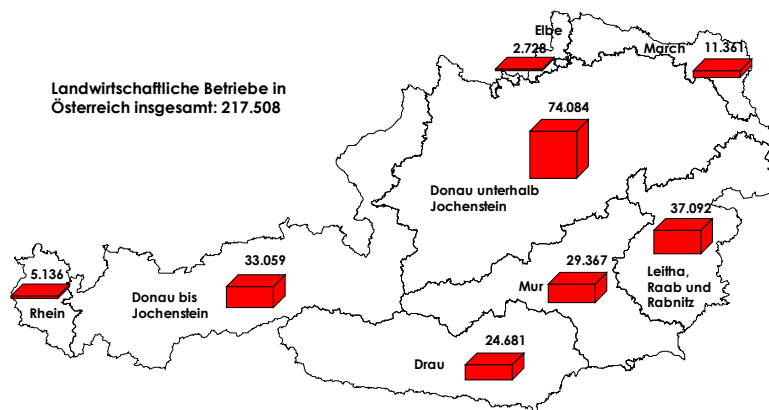 Elbe
2.728
March
11.361
Landwirtschaftliche Betriebe in
Österreich insgesamt: 217.508
74.084
Donau unterhalb
Jochenstein
37.092
Leitha,
Raab und
Rabnitz
5.136
Rhein
33.059
Donau bis
Jochenstein
29.367
Mur
24.681
Drau